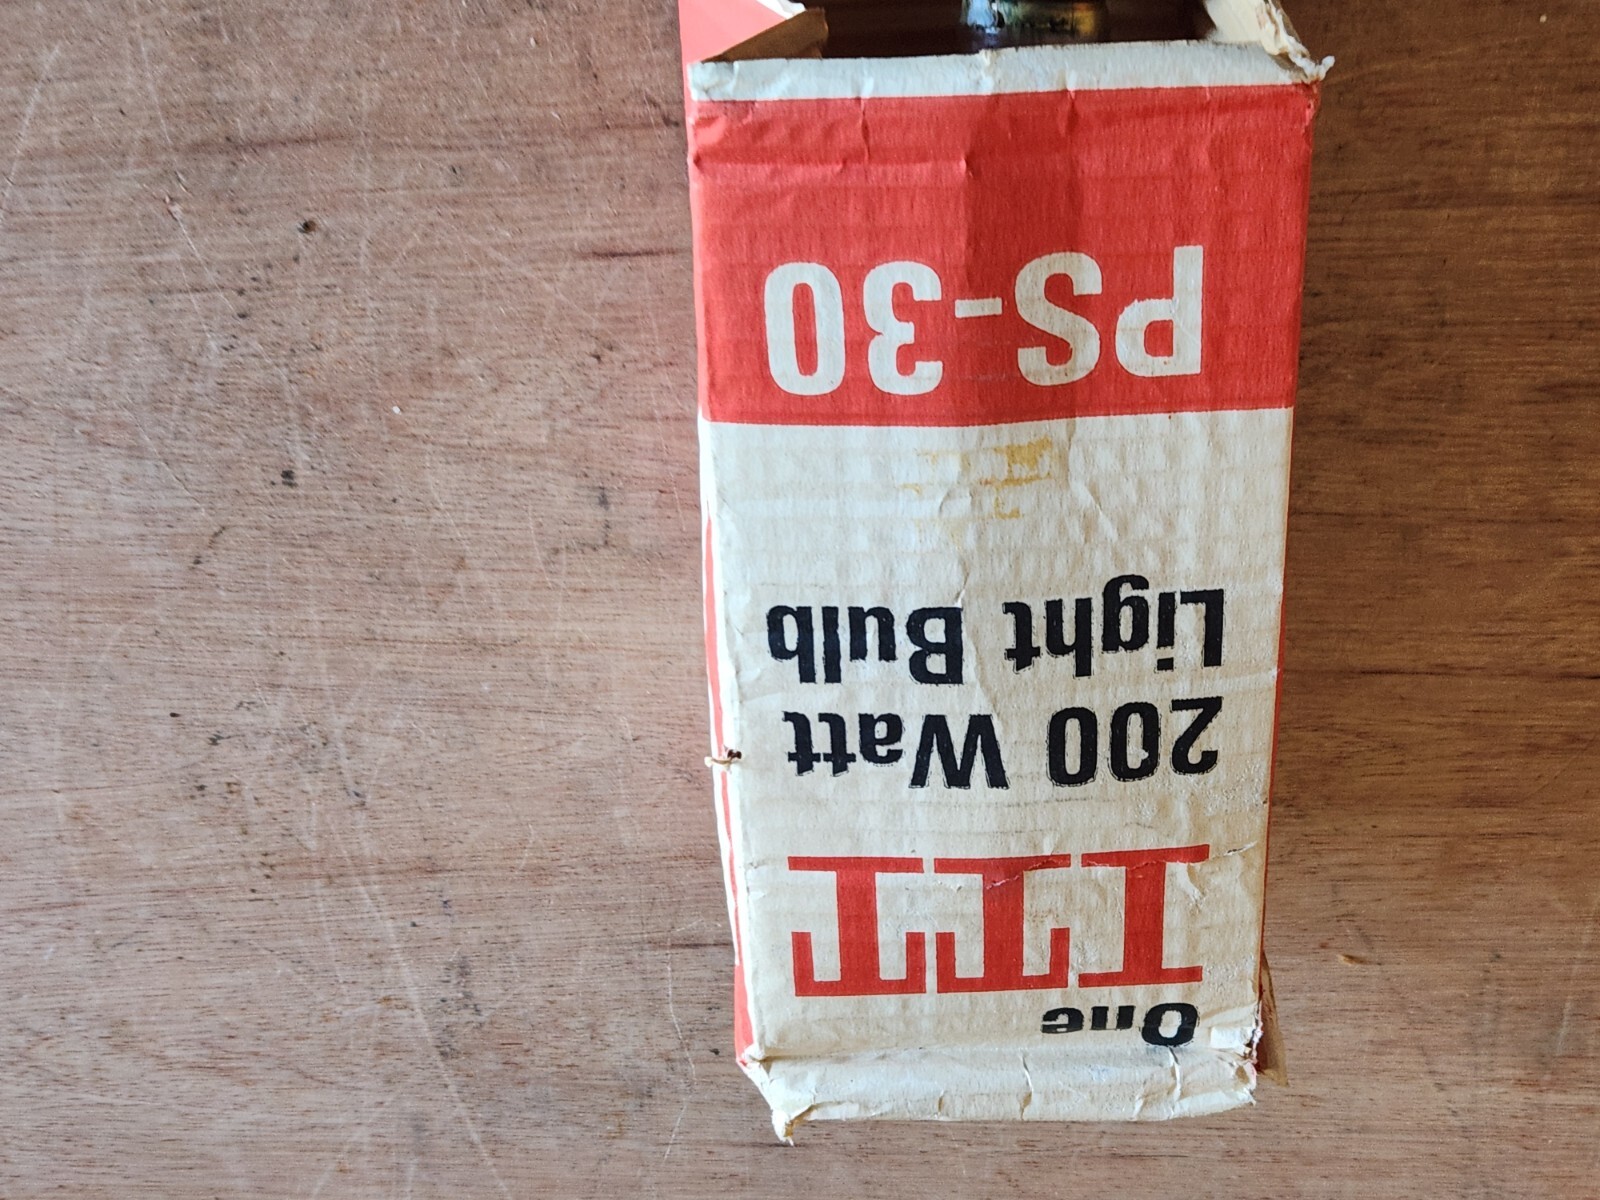 One
ITT
200 Watt
Light Bulb
PS-30